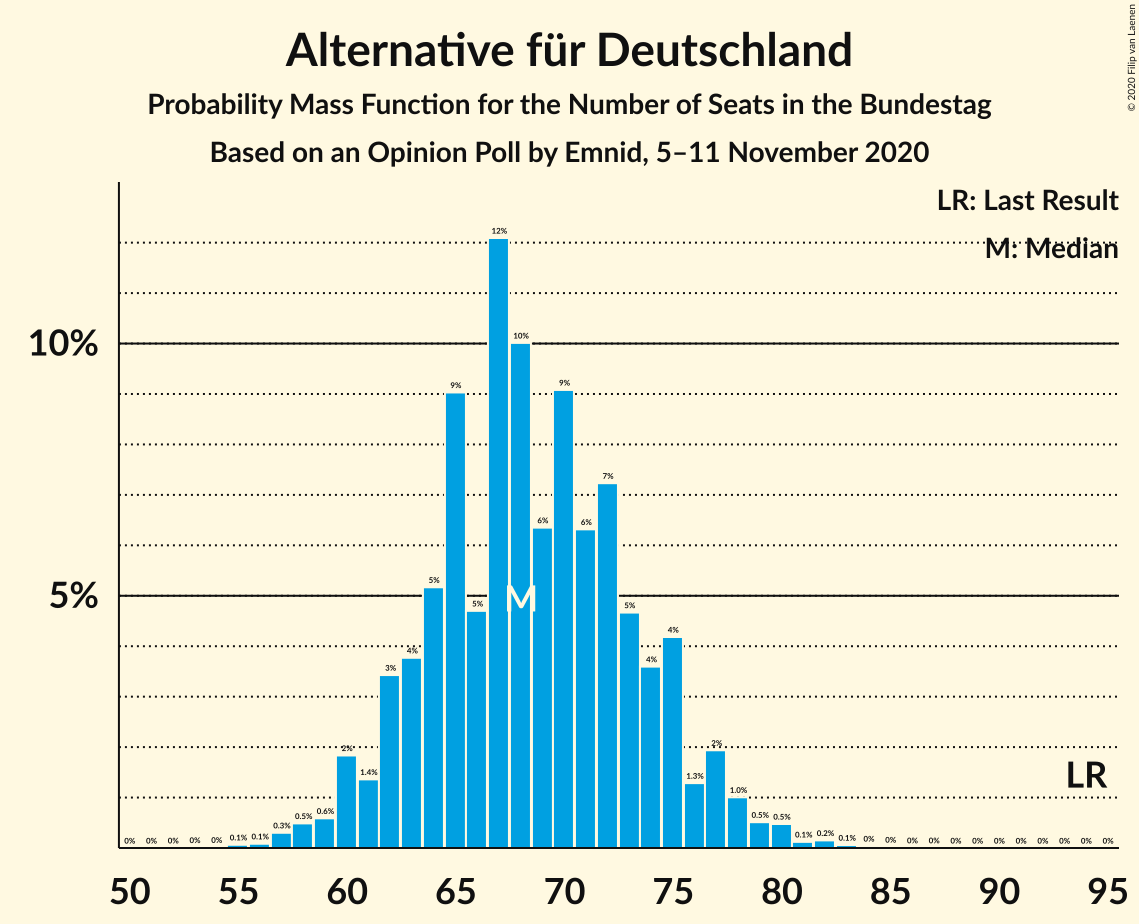 Alternative für Deutschland
Probability Mass Function for the Number of Seats in the Bundestag
Based on an Opinion Poll by Emnid, 5–11 November 2020
© 2020 Filip van Laenen
LR: Last Result
M: Median
10%
5%
0% 0% 0% 0% 0% 0.1% 0.1% 0.3% 0.5% 0.6% 2% 1.4% 3% 4% 5% 9% 5% 12% 10% 6% 9% 6% 7% 5% 4% 4% 1.3% 2% 1.0% 0.5% 0.5% 0.1% 0.2% 0.1% 0% 0% 0% 0% 0% 0% 0% 0% 0% 0% 0% 0%
M
LR
50 55 60 65 70 75 80 85 90 95